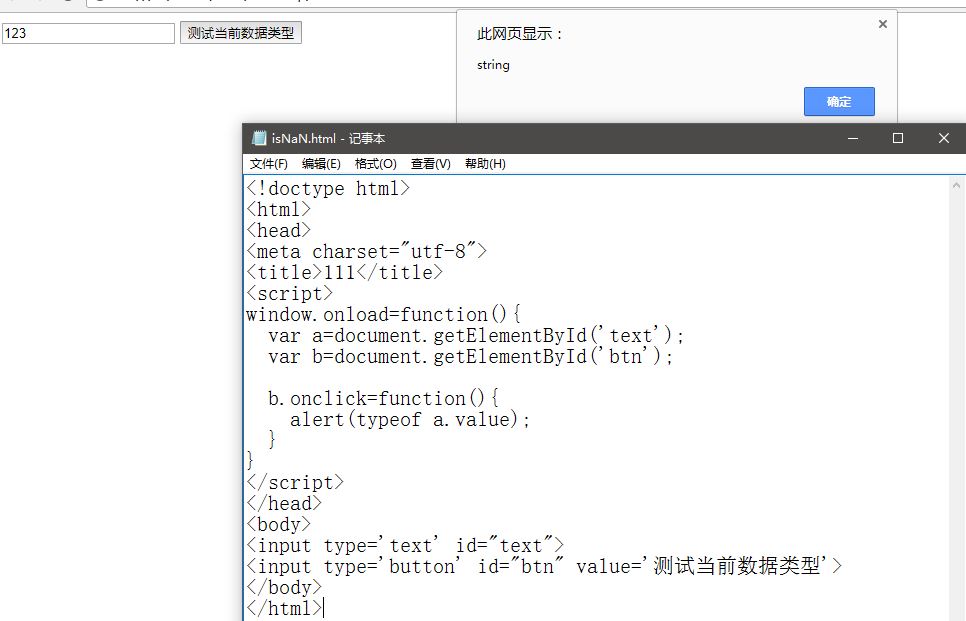 123 测试当前数据类型
此网页显示：
string
确定
isNaN.html - 记事本
文件(F) 编辑(E) 格式(O) 查看(V) 帮助(H)
<!doctype html>
<html>
<head>
<meta charset="utf-8">
<title>111</title>
<script>
window.onload=function(){
  var a=document.getElementById('text');
  var b=document.getElementById('btn');

  b.onclick=function(){
    alert(typeof a.value);
  }
}
</script>
</head>
<body>
<input type='text' id="text">
<input type='button' id="btn" value='测试当前数据类型'>
</body>
</html>